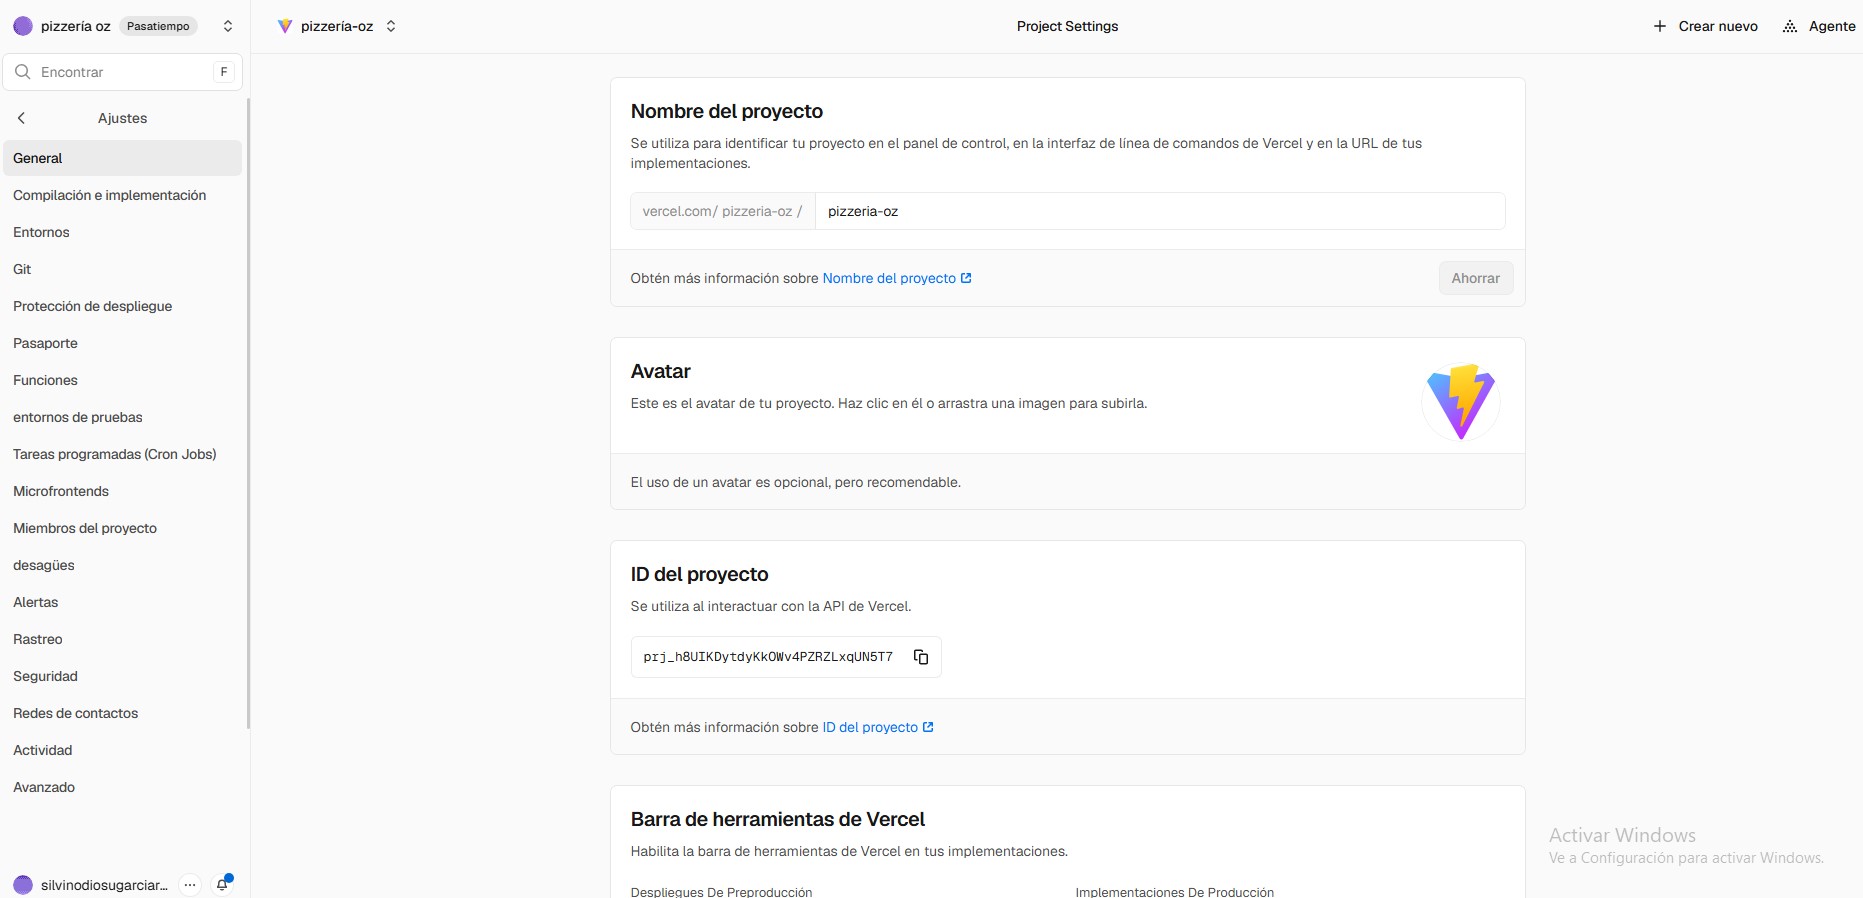 pizzería oz Pasatiempo
pizzería-oz
Project Settings
Crear nuevo
Agente
Encontrar F
Ajustes
General
Compilación e implementación
Entornos
Git
Protección de despliegue
Pasaporte
Funciones
entornos de pruebas
Tareas programadas (Cron Jobs)
Microfrontends
Miembros del proyecto
desagües
Alertas
Rastreo
Seguridad
Redes de contactos
Actividad
Avanzado
silvinodiosugarciar...
Nombre del proyecto
Se utiliza para identificar tu proyecto en el panel de control, en la interfaz de línea de comandos de Vercel y en la URL de tus
implementaciones.
vercel.com/ pizzeria-oz / pizzeria-oz
Obtén más información sobre Nombre del proyecto
Ahorrar
Avatar
Este es el avatar de tu proyecto. Haz clic en él o arrastra una imagen para subirla.
El uso de un avatar es opcional, pero recomendable.
ID del proyecto
Se utiliza al interactuar con la API de Vercel.
prj_h8UIKDytdyKkOWv4PZRZLxqUN5T7
Obtén más información sobre ID del proyecto
Barra de herramientas de Vercel
Habilita la barra de herramientas de Vercel en tus implementaciones.
Despliegues De Preproducción
Implementaciones De Producción
Activar Windows
Ve a Configuración para activar Windows.